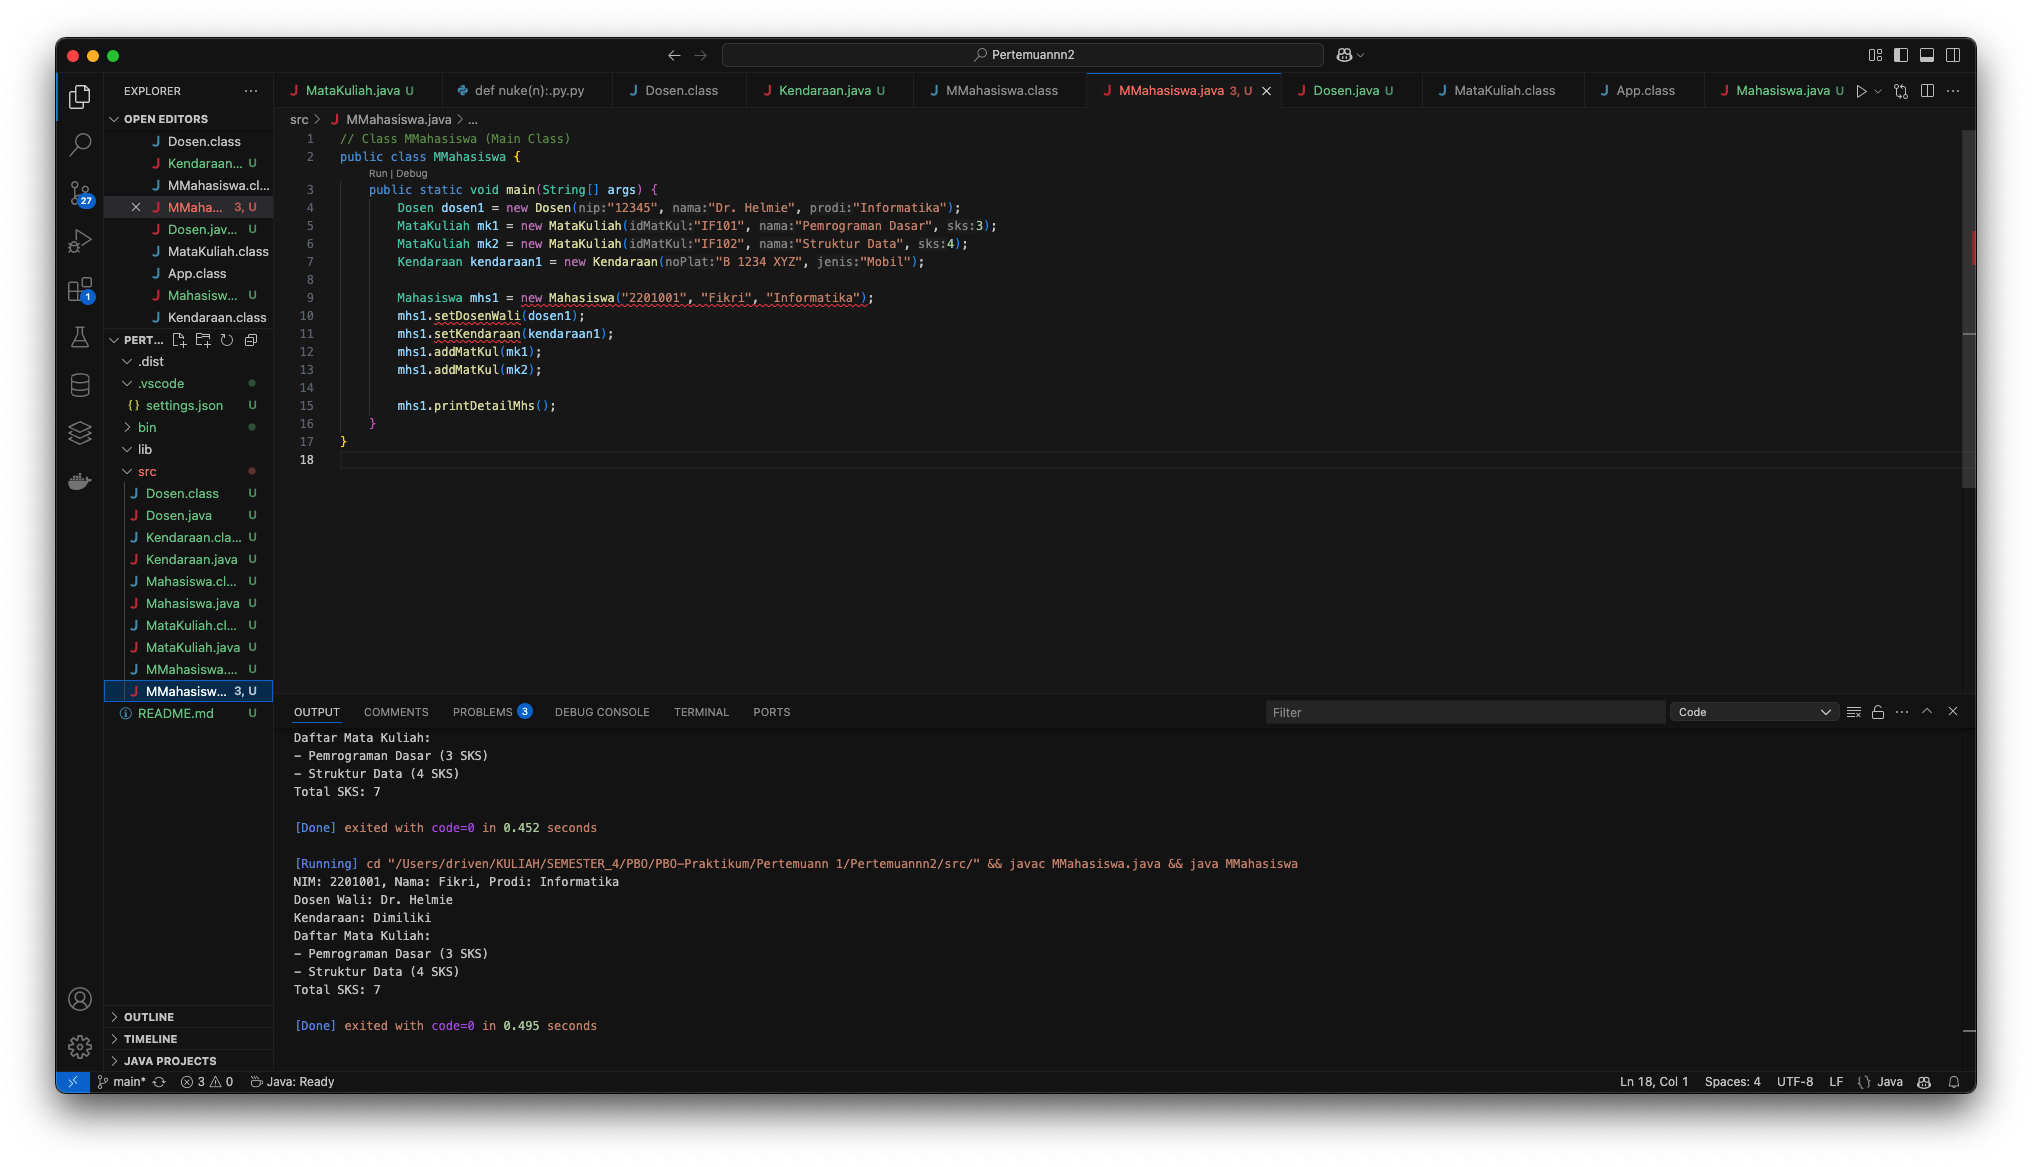 Pertemuannn2
EXPLORER
OPEN EDITORS
Dosen.class
Kendaraan... U
MMahasiswa.cl...
MMaha... 3, U
Dosen.jav... U
MataKuliah.class
App.class
Mahasisw... U
Kendaraan.class
PERT...
.dist
.vscode
{} settings.json U
bin
lib
src
Dosen.class U
Dosen.java U
Kendaraan.cla... U
Kendaraan.java U
Mahasiswa.cl... U
Mahasiswa.java U
MataKuliah.cl... U
MataKuliah.java U
MMahasiswa.... U
MMahasisw... 3, U
README.md U
OUTLINE
TIMELINE
JAVA PROJECTS
MataKuliah.java U
def nuke(n):.py.py
Dosen.class
Kendaraan.java U
MMahasiswa.class
MMahasiswa.java 3, U
Dosen.java U
MataKuliah.class
App.class
Mahasiswa.java U
src > MMahasiswa.java > ...
1 // Class MMahasiswa (Main Class)
2 public class MMahasiswa {
Run | Debug
3 public static void main(String[] args) {
4 Dosen dosen1 = new Dosen(nip:"12345", nama:"Dr. Helmie", prodi:"Informatika");
5 MataKuliah mk1 = new MataKuliah(idMatKul:"IF101", nama:"Pemrograman Dasar", sks:3);
6 MataKuliah mk2 = new MataKuliah(idMatKul:"IF102", nama:"Struktur Data", sks:4);
7 Kendaraan kendaraan1 = new Kendaraan(noPlat:"B 1234 XYZ", jenis:"Mobil");
8
9 Mahasiswa mhs1 = new Mahasiswa("2201001", "Fikri", "Informatika");
10 mhs1.setDosenWali(dosen1);
11 mhs1.setKendaraan(kendaraan1);
12 mhs1.addMatKul(mk1);
13 mhs1.addMatKul(mk2);
14
15 mhs1.printDetailMhs();
16 }
17 }
18
OUTPUT COMMENTS PROBLEMS 3 DEBUG CONSOLE TERMINAL PORTS
Filter
Code
Daftar Mata Kuliah:
- Pemrograman Dasar (3 SKS)
- Struktur Data (4 SKS)
Total SKS: 7
[Done] exited with code=0 in 0.452 seconds
[Running] cd "/Users/driven/KULIAH/SEMESTER_4/PBO/PBO-Praktikum/Pertemuann 1/Pertemuannn2/src/" && javac MMahasiswa.java && java MMahasiswa
NIM: 2201001, Nama: Fikri, Prodi: Informatika
Dosen Wali: Dr. Helmie
Kendaraan: Dimiliki
Daftar Mata Kuliah:
- Pemrograman Dasar (3 SKS)
- Struktur Data (4 SKS)
Total SKS: 7
[Done] exited with code=0 in 0.495 seconds
27
1
main* 3 0 Java: Ready
Ln 18, Col 1 Spaces: 4 UTF-8 LF {} Java